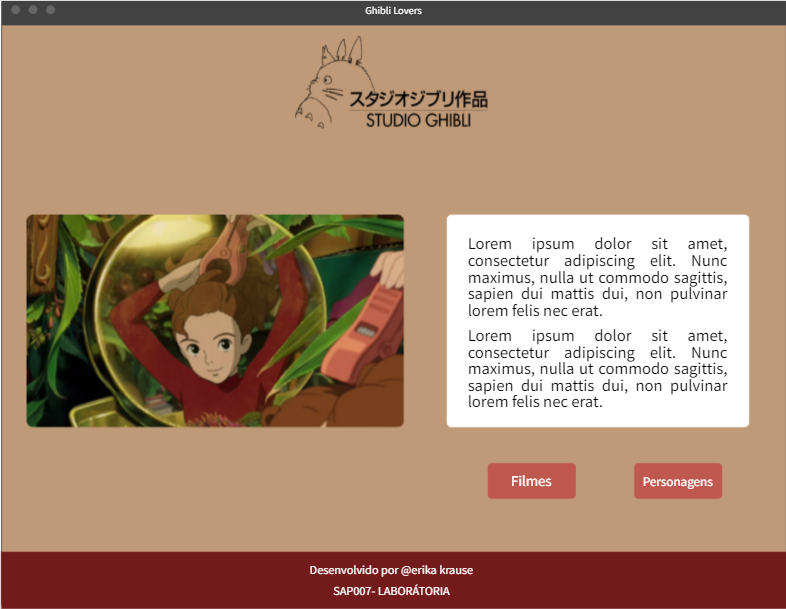 Ghibli Lovers
スタジオジブリ作品
STUDIO GHIBLI
Lorem ipsum dolor sit amet,
consectetur adipiscing elit. Nunc
maximus, nulla ut commodo sagittis,
sapien dui mattis dui, non pulvinar
lorem felis nec erat.
Lorem ipsum dolor sit amet,
consectetur adipiscing elit. Nunc
maximus, nulla ut commodo sagittis,
sapien dui mattis dui, non pulvinar
lorem felis nec erat.
Filmes
Personagens
Desenvolvido por @erika krause
SAP007- LABORÁTORIA